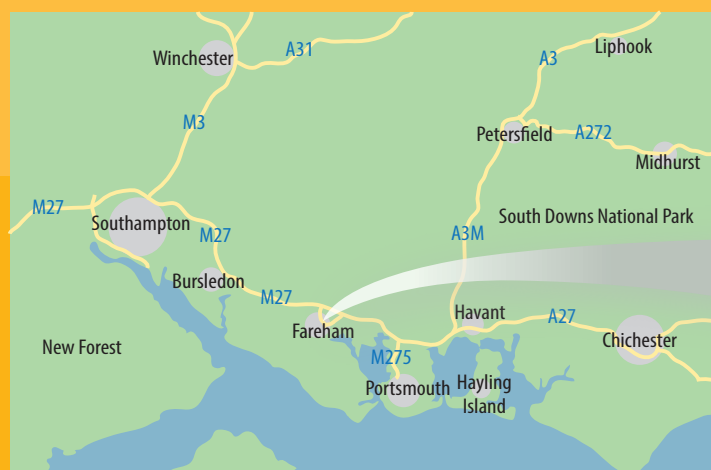 Liphook
A31
Winchester
A3
M3
Petersfield
A272
Midhurst
M27
Southampton
South Downs National Park
M27
A3M
Bursledon
M27
Havant
A27
Fareham
Chichester
New Forest
M275
Portsmouth
Hayling
Island